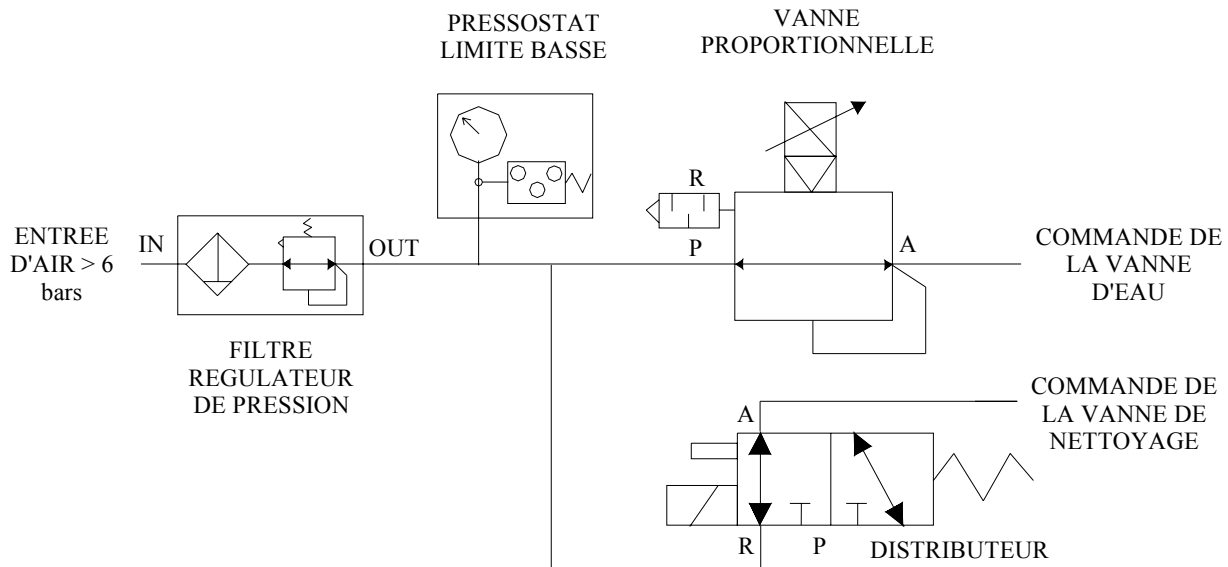 PRESSOSTAT
LIMITE BASSE
VANNE
PROPORTIONNELLE
ENTREE
D'AIR > 6
bars
IN
OUT
R
P
A
COMMANDE DE
LA VANNE
D'EAU
FILTRE
REGULATEUR
DE PRESSION
A
COMMANDE DE
LA VANNE DE
NETTOYAGE
R
P
DISTRIBUTEUR